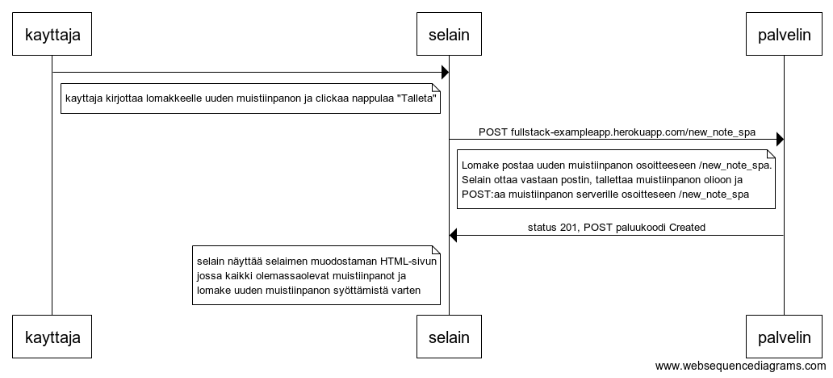 kayttaja
selain
palvelin
kayttaja kirjottaa lomakkeelle uuden muistiinpanon ja clickaa nappulaa "Talleta"
POST fullstack-exampleapp.herokuapp.com/new_note_spa
Lomake postaa uuden muistiinpanon osoitteeseen /new_note_spa.
Selain ottaa vastaan postin, tallettaa muistiinpanon olioon ja
POST:aa muistiinpanon serverille osoitteseen /new_note_spa
status 201, POST paluukoodi Created
selain näyttää selaimen muodostaman HTML-sivun
jossa kaikki olemassaolevat muistiinpanot ja
lomake uuden muistiinpanon syöttämistä varten
kayttaja
selain
palvelin
www.websequencediagrams.com